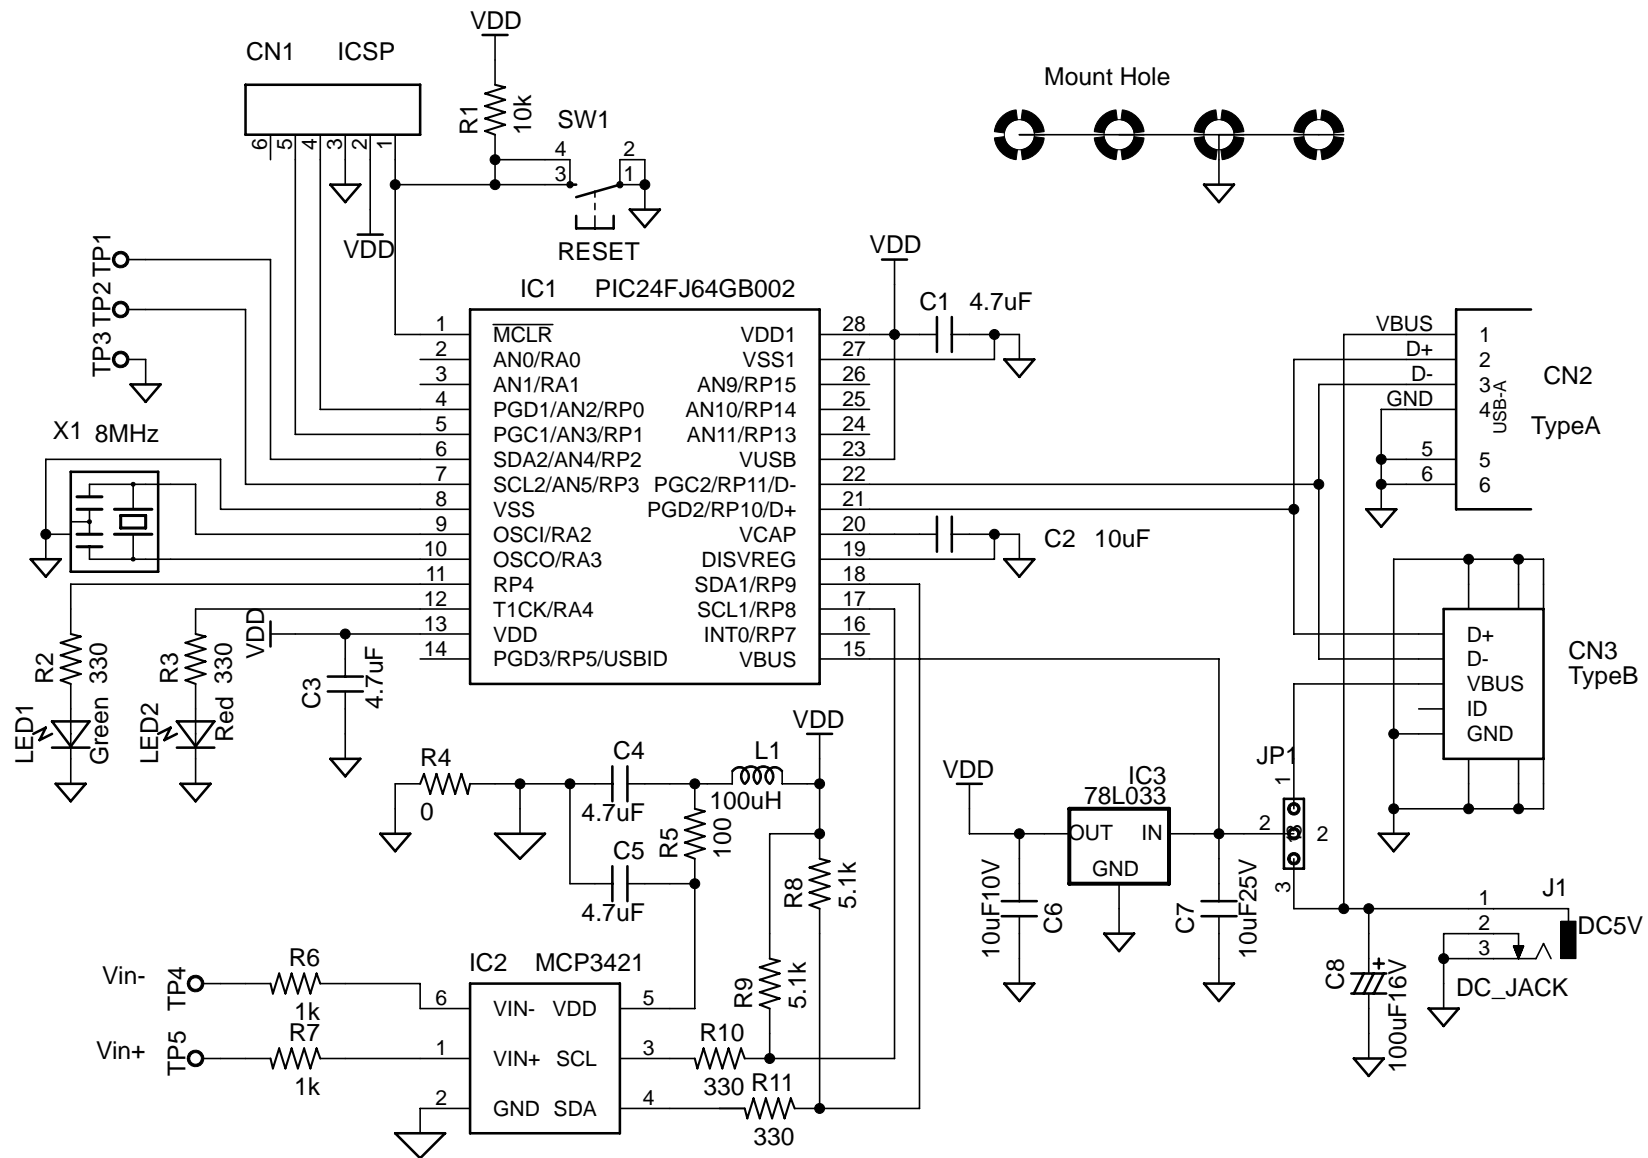 VDD
CN1 ICSP
Mount Hole
R1
10k
SW1
6 5 4 3 2 1
4
3
2
1
VDD
RESET
TP1
TP2
TP3
VDD
IC1 PIC24FJ64GB002
C1 4.7uF
1 MCLR VDD1 28
2 AN0/RA0 VSS1 27
3 AN1/RA1 AN9/RP15 26
4 PGD1/AN2/RP0 AN10/RP14 25
5 PGC1/AN3/RP1 AN11/RP13 24
6 SDA2/AN4/RP2 VUSB 23
7 SCL2/AN5/RP3 PGC2/RP11/D- 22
8 VSS PGD2/RP10/D+ 21
9 OSCI/RA2 VCAP 20
10 OSCO/RA3 DISVREG 19
11 RP4 SDA1/RP9 18
12 T1CK/RA4 SCL1/RP8 17
13 VDD INT0/RP7 16
14 PGD3/RP5/USBID VBUS 15
X1 8MHz
C2 10uF
VBUS 1
D+ 2
D- 3
GND 4
5 5
6 6
USB-A
CN2
TypeA
D+
D-
VBUS
ID
GND
CN3
TypeB
R2
330
R3
330
VDD
C3
4.7uF
LED1
Green
LED2
Red
R4
0
C4
4.7uF
L1
100uH
VDD
C5
4.7uF
R5
100
R8
5.1k
R9
5.1k
VDD
IC3
78L033
OUT IN
GND
C6
10uF10V
C7
10uF25V
JP1
1
2 2
3
J1
1
2
3
DC5V
DC_JACK
C8
+
100uF16V
IC2 MCP3421
Vin-
TP4
R6
1k
6 VIN- VDD 5
Vin+
TP5
R7
1k
1 VIN+ SCL 3
2 GND SDA 4
R10
330
R11
330